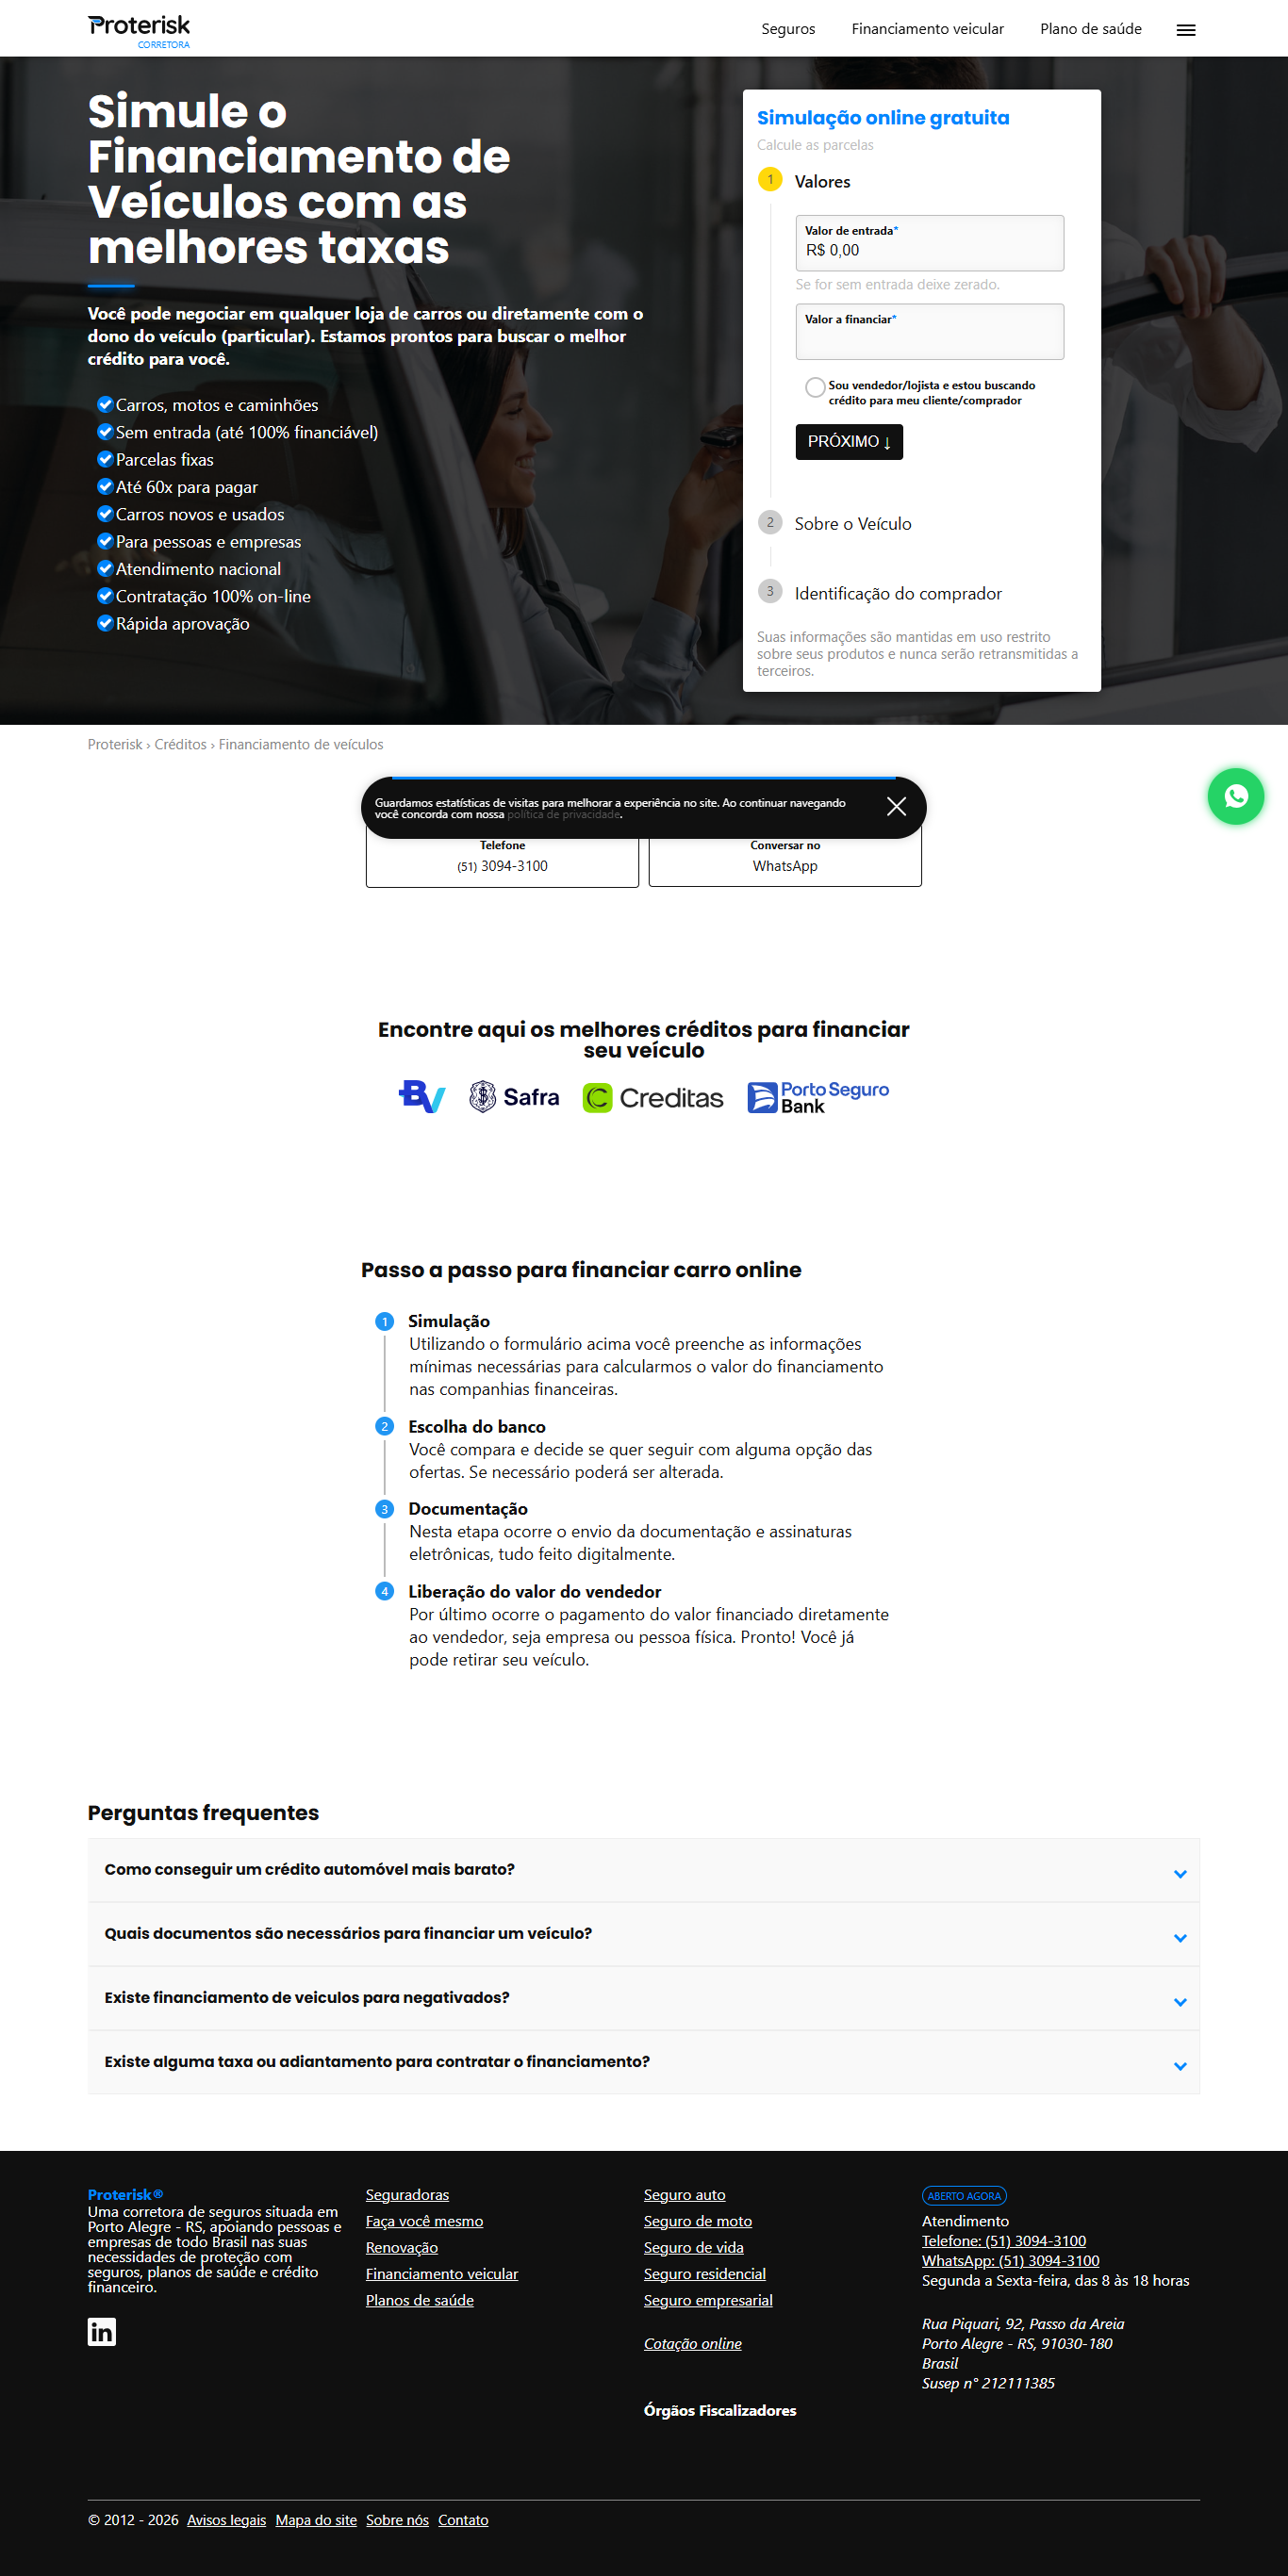 Proterisk
CORRETORA
Seguros
Financiamento veicular
Plano de saúde
Simule o
Financiamento de
Veículos com as
melhores taxas
Você pode negociar em qualquer loja de carros ou diretamente com o
dono do veículo (particular). Estamos prontos para buscar o melhor
crédito para você.
Carros, motos e caminhões
Sem entrada (até 100% financiável)
Parcelas fixas
Até 60x para pagar
Carros novos e usados
Para pessoas e empresas
Atendimento nacional
Contratação 100% on-line
Rápida aprovação
Simulação online gratuita
Calcule as parcelas
1 Valores
Valor de entrada*
R$ 0,00
Se for sem entrada deixe zerado.
Valor a financiar*
Sou vendedor/lojista e estou buscando
crédito para meu cliente/comprador
PRÓXIMO ↓
2 Sobre o Veículo
3 Identificação do comprador
Suas informações são mantidas em uso restrito
sobre seus produtos e nunca serão retransmitidas a
terceiros.
Proterisk › Créditos › Financiamento de veículos
Guardamos estatísticas de visitas para melhorar a experiência no site. Ao continuar navegando
você concorda com nossa política de privacidade.
Telefone
(51) 3094-3100
Conversar no
WhatsApp
Encontre aqui os melhores créditos para financiar
seu veículo
BV
Safra
Creditas
Porto Seguro
Bank
Passo a passo para financiar carro online
1 Simulação
Utilizando o formulário acima você preenche as informações
mínimas necessárias para calcularmos o valor do financiamento
nas companhias financeiras.
2 Escolha do banco
Você compara e decide se quer seguir com alguma opção das
ofertas. Se necessário poderá ser alterada.
3 Documentação
Nesta etapa ocorre o envio da documentação e assinaturas
eletrônicas, tudo feito digitalmente.
4 Liberação do valor do vendedor
Por último ocorre o pagamento do valor financiado diretamente
ao vendedor, seja empresa ou pessoa física. Pronto! Você já
pode retirar seu veículo.
Perguntas frequentes
Como conseguir um crédito automóvel mais barato?
Quais documentos são necessários para financiar um veículo?
Existe financiamento de veiculos para negativados?
Existe alguma taxa ou adiantamento para contratar o financiamento?
Proterisk®
Uma corretora de seguros situada em
Porto Alegre - RS, apoiando pessoas e
empresas de todo Brasil nas suas
necessidades de proteção com
seguros, planos de saúde e crédito
financeiro.
in
Seguradoras
Faça você mesmo
Renovação
Financiamento veicular
Planos de saúde
Seguro auto
Seguro de moto
Seguro de vida
Seguro residencial
Seguro empresarial
Cotação online
Órgãos Fiscalizadores
ABERTO AGORA
Atendimento
Telefone: (51) 3094-3100
WhatsApp: (51) 3094-3100
Segunda a Sexta-feira, das 8 às 18 horas
Rua Piquari, 92, Passo da Areia
Porto Alegre - RS, 91030-180
Brasil
Susep n° 212111385
© 2012 - 2026 Avisos legais Mapa do site Sobre nós Contato